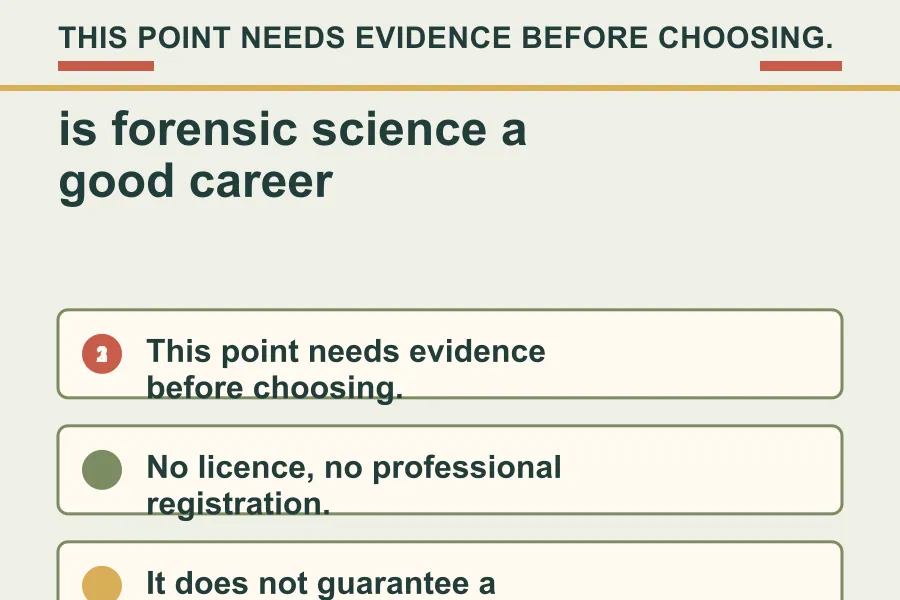 THIS POINT NEEDS EVIDENCE BEFORE CHOOSING.
is forensic science a
good career
This point needs evidence
before choosing.
No licence, no professional
registration.
It does not guarantee a